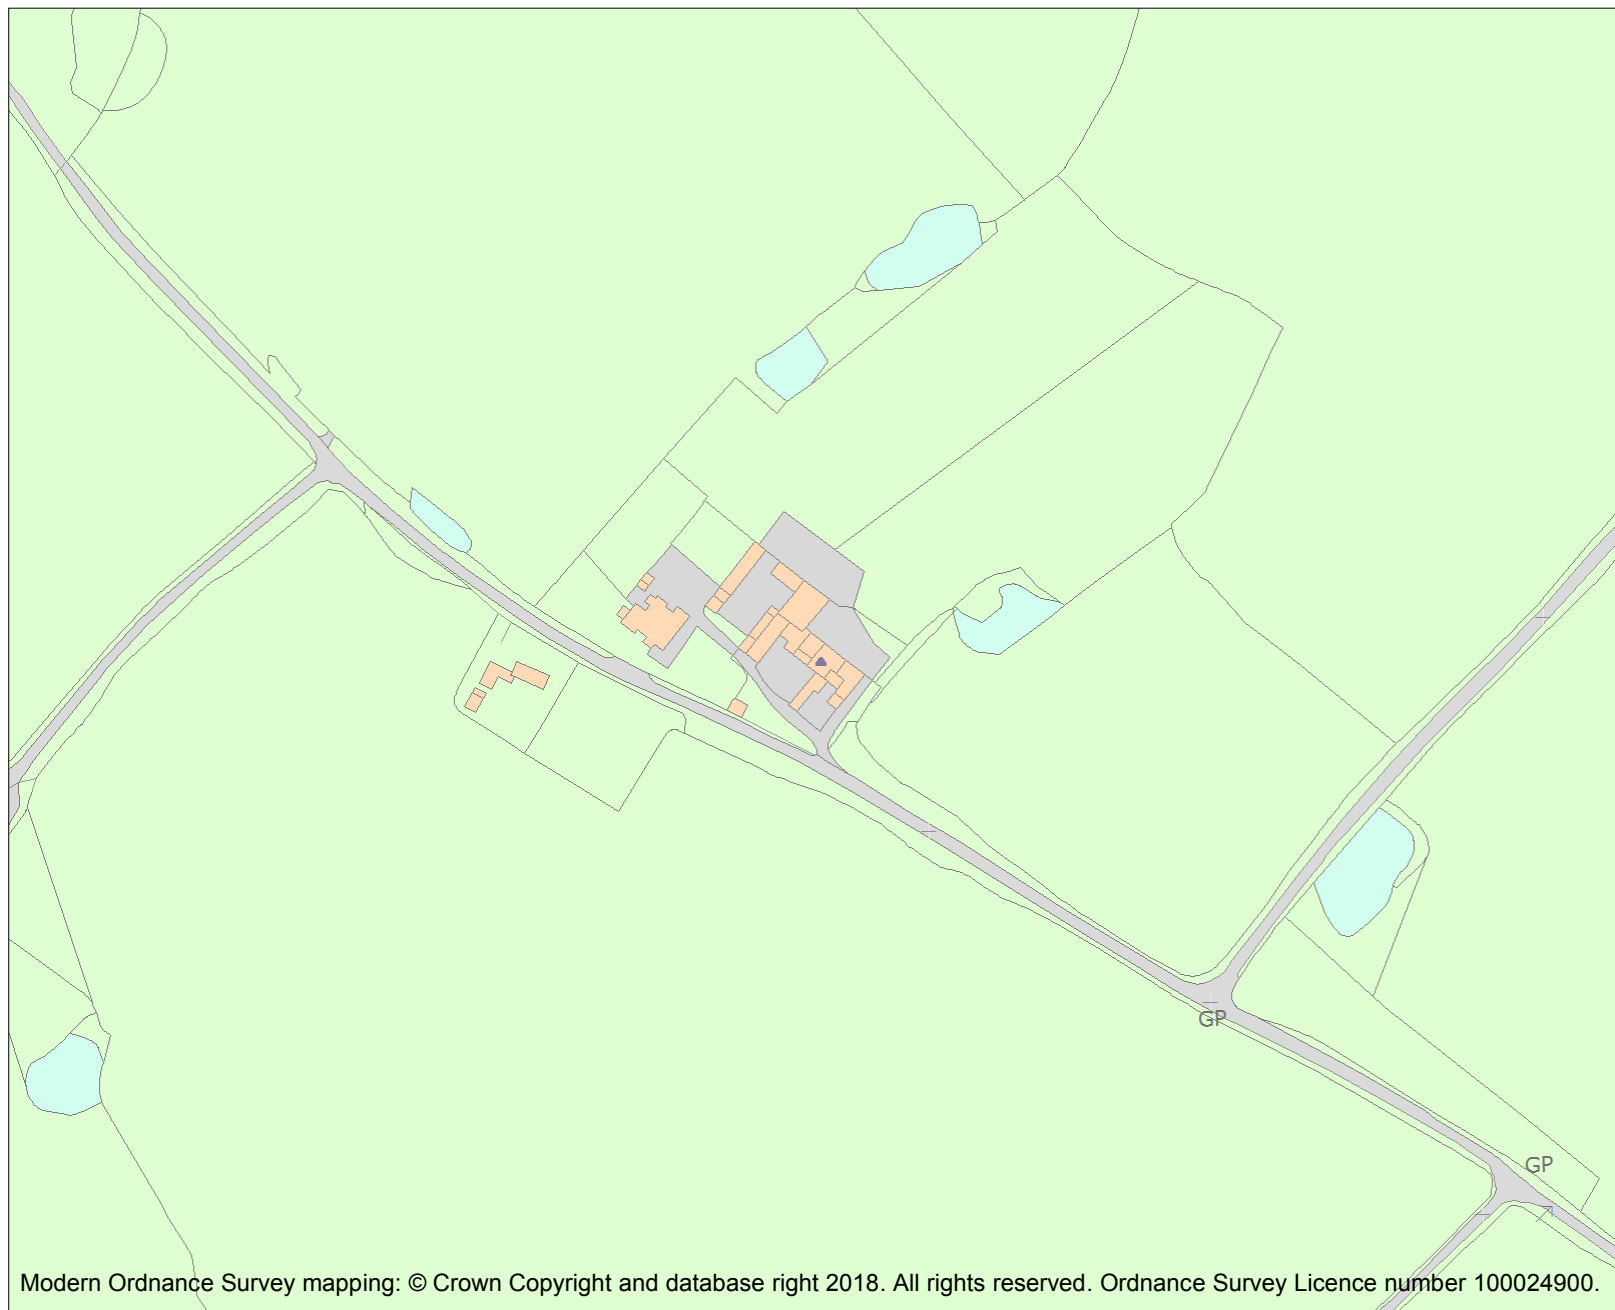 GP
GP
Modern Ordnance Survey mapping: © Crown Copyright and database right 2018. All rights reserved. Ordnance Survey Licence number 100024900.